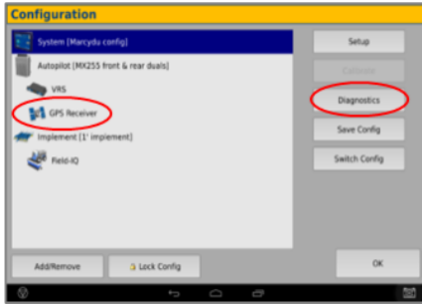 Configuration
System [Marcydu config]
Autopilot [MX255 front & rear duals]
VRS
GPS Receiver
Implement [1' implement]
Field-IQ
Setup
Diagnostics
Save Config
Switch Config
Add/Remove
Lock Config
OK